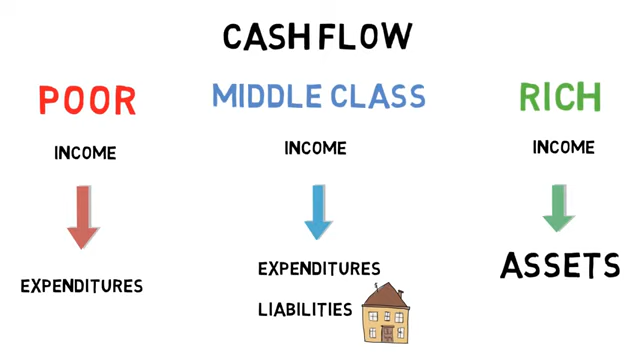 CASH FLOW
POOR
INCOME
EXPENDITURES
MIDDLE CLASS
INCOME
EXPENDITURES
LIABILITIES
RICH
INCOME
ASSETS